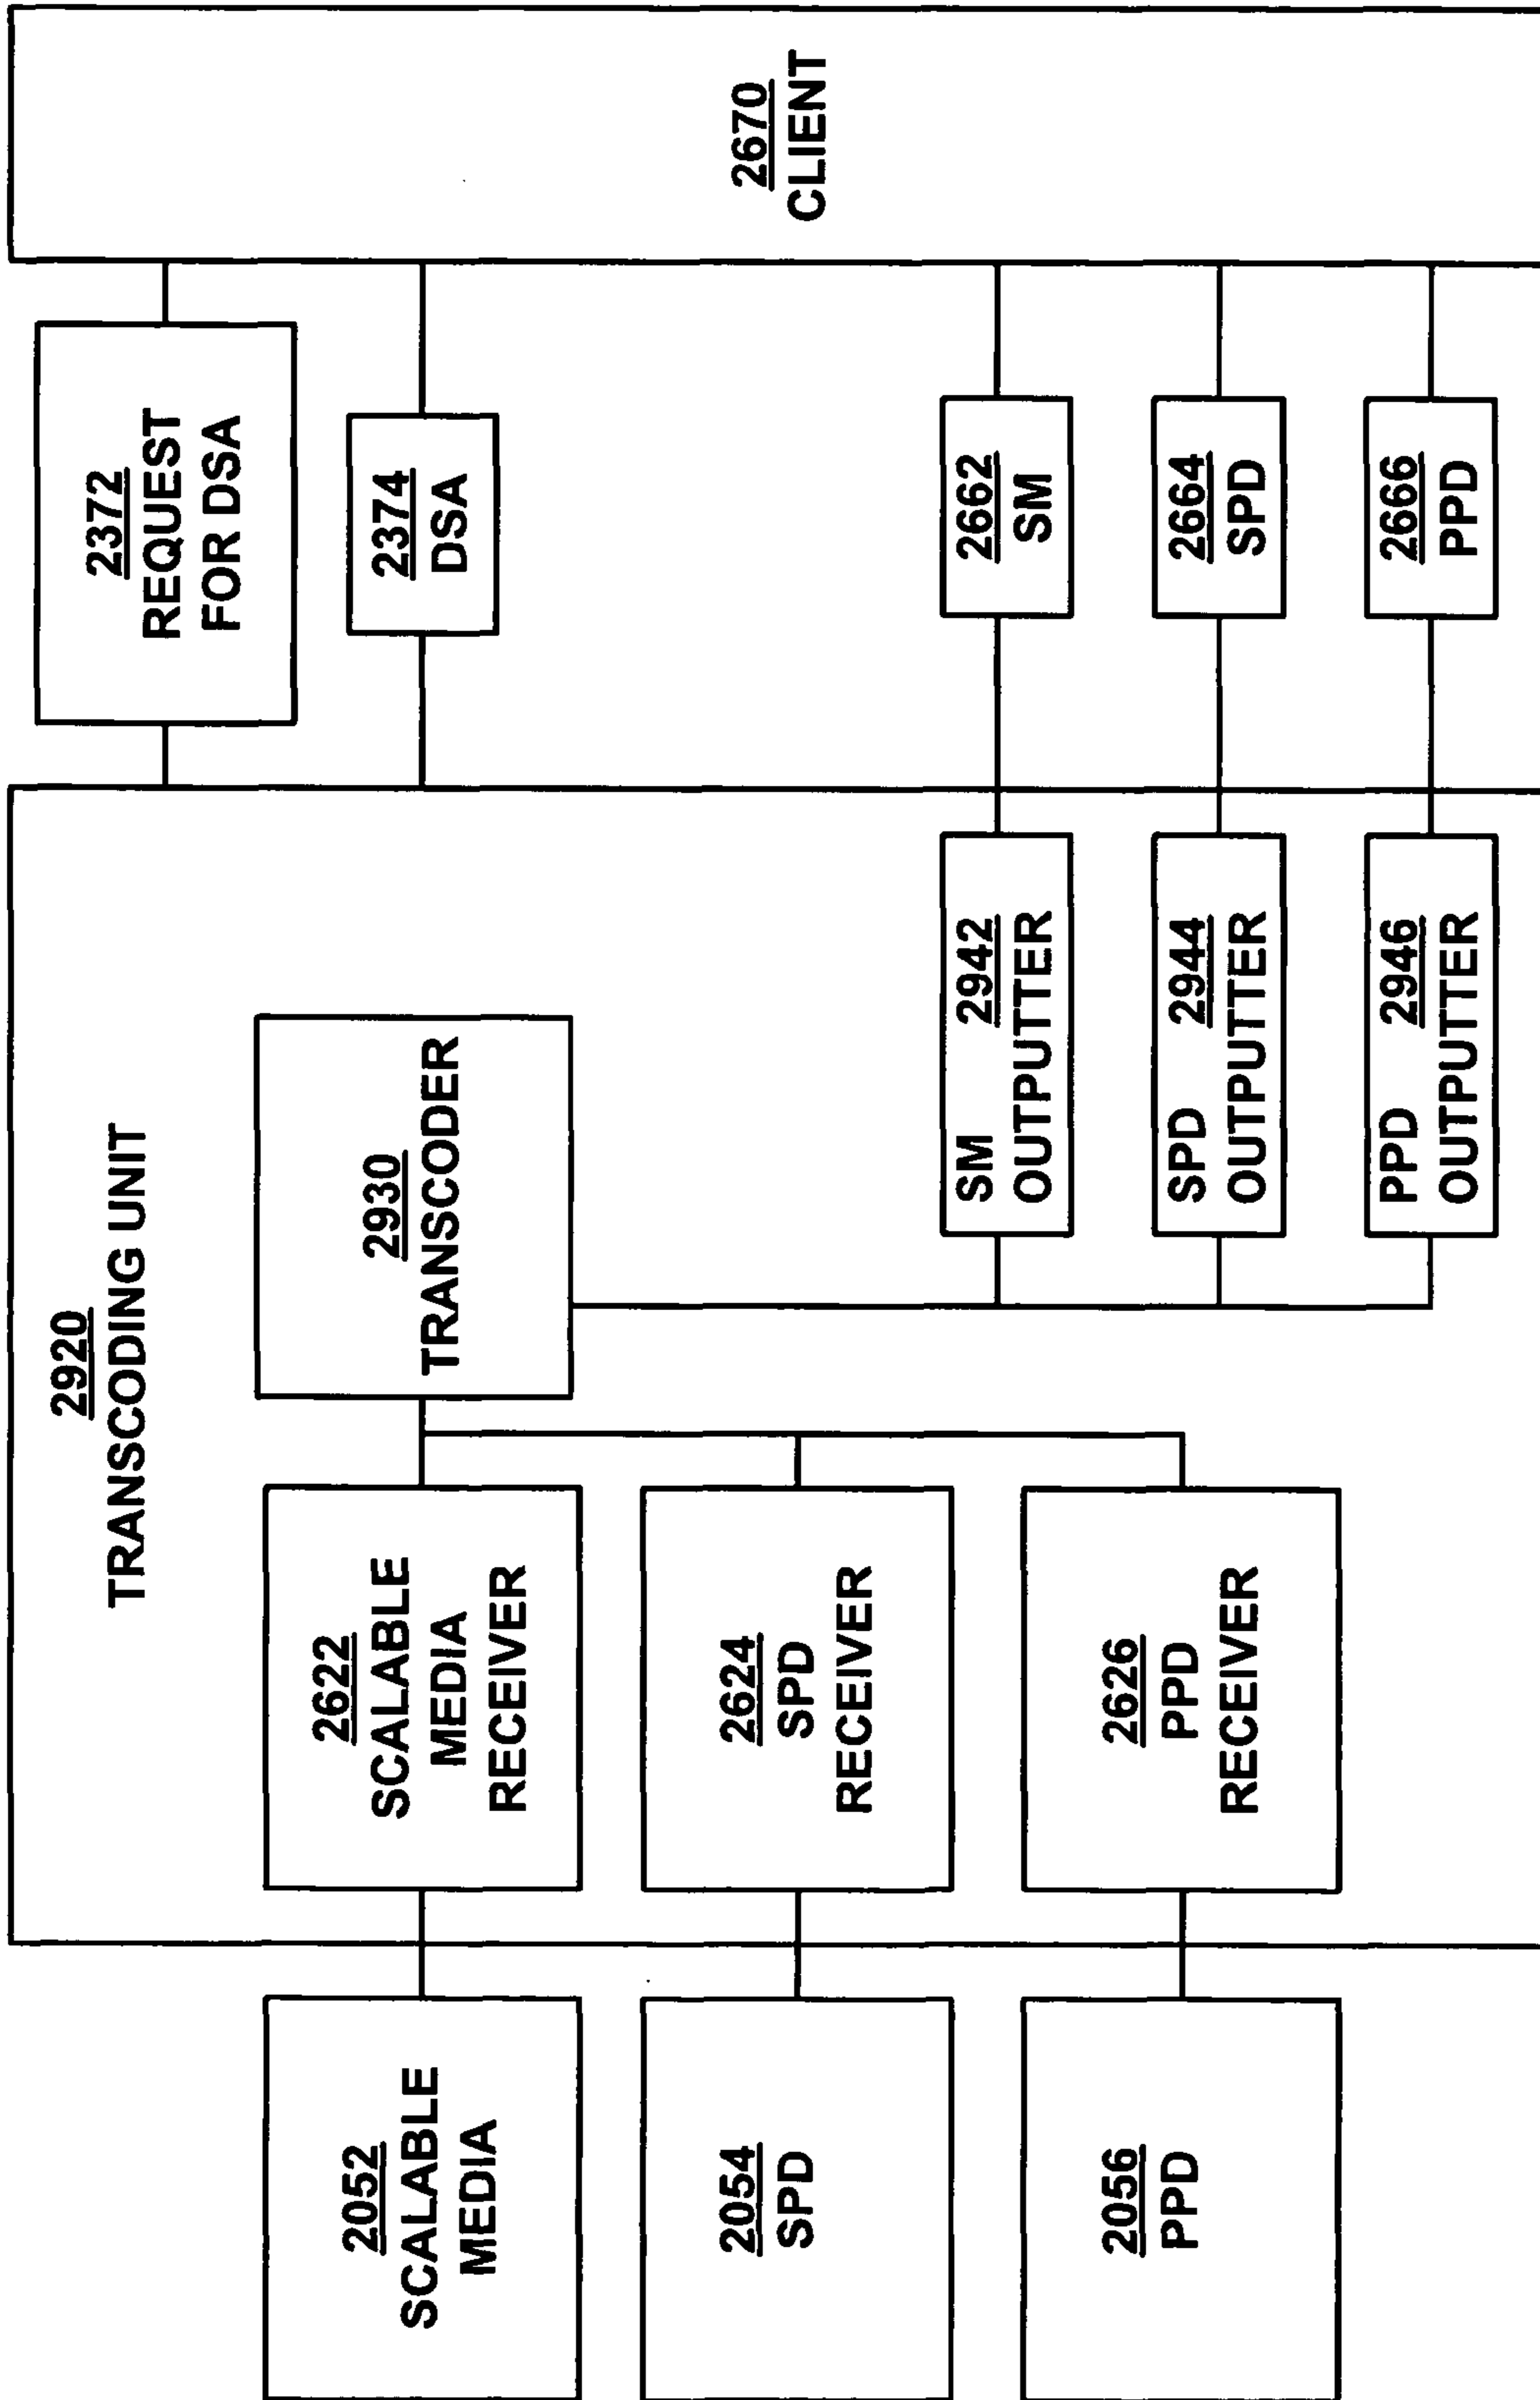 2920
TRANSCODING UNIT
2052
SCALABLE
MEDIA
2622
SCALABLE
MEDIA
RECEIVER
2930
TRANSCODER
2372
REQUEST
FOR DSA
2374
DSA
2670
CLIENT
2054
SPD
2624
SPD
RECEIVER
2056
PPD
2626
PPD
RECEIVER
SM 2942
OUTPUTTER
2662
SM
SPD 2944
OUTPUTTER
2664
SPD
PPD 2946
OUTPUTTER
2666
PPD